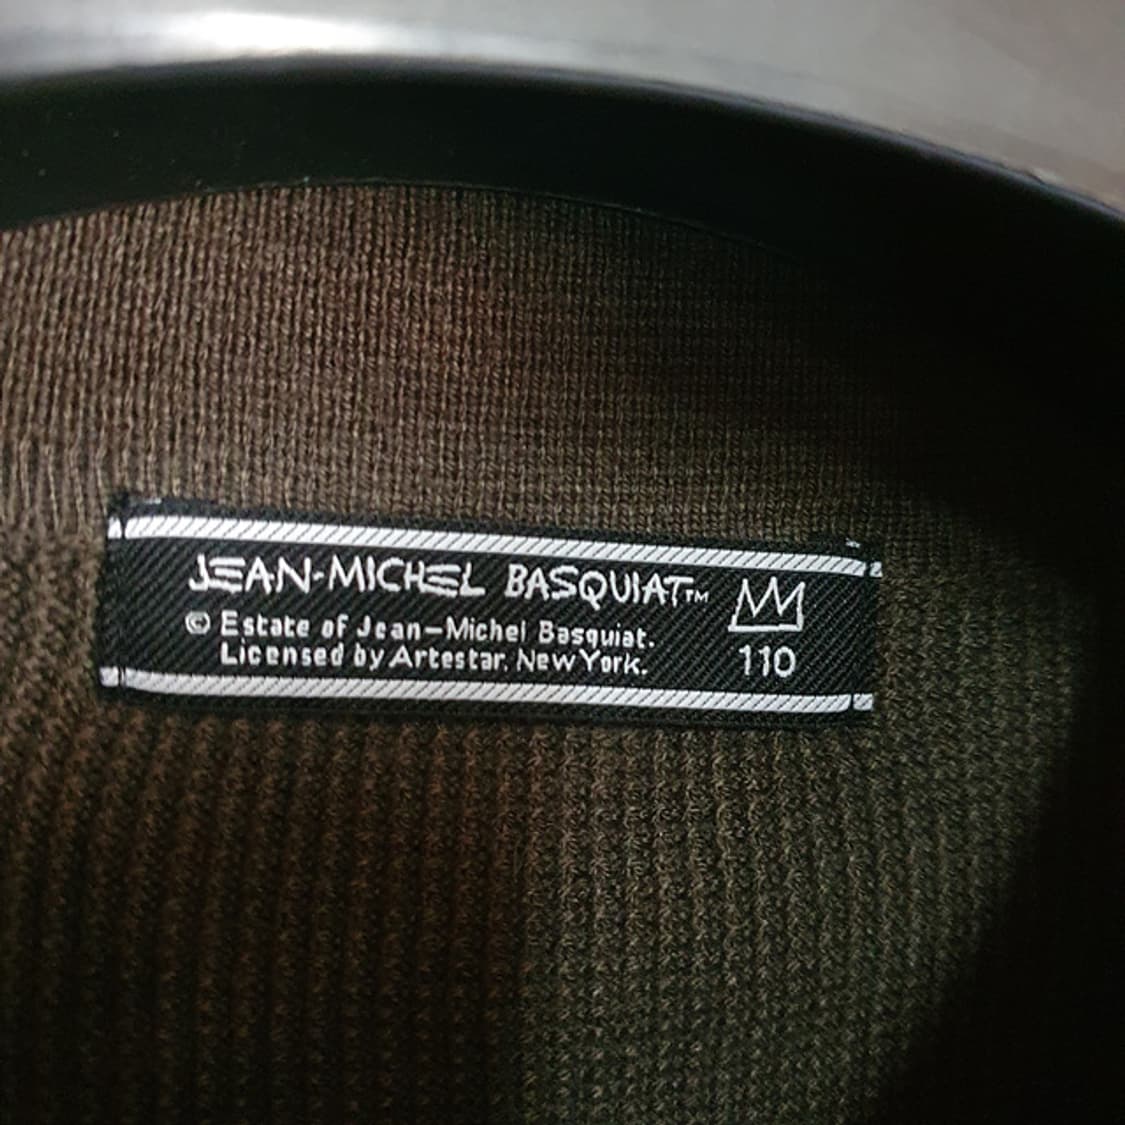 JEAN-MICHEL BASQUIAT™
© Estate of Jean-Michel Basquiat.
Licensed by Artestar, New York.
110